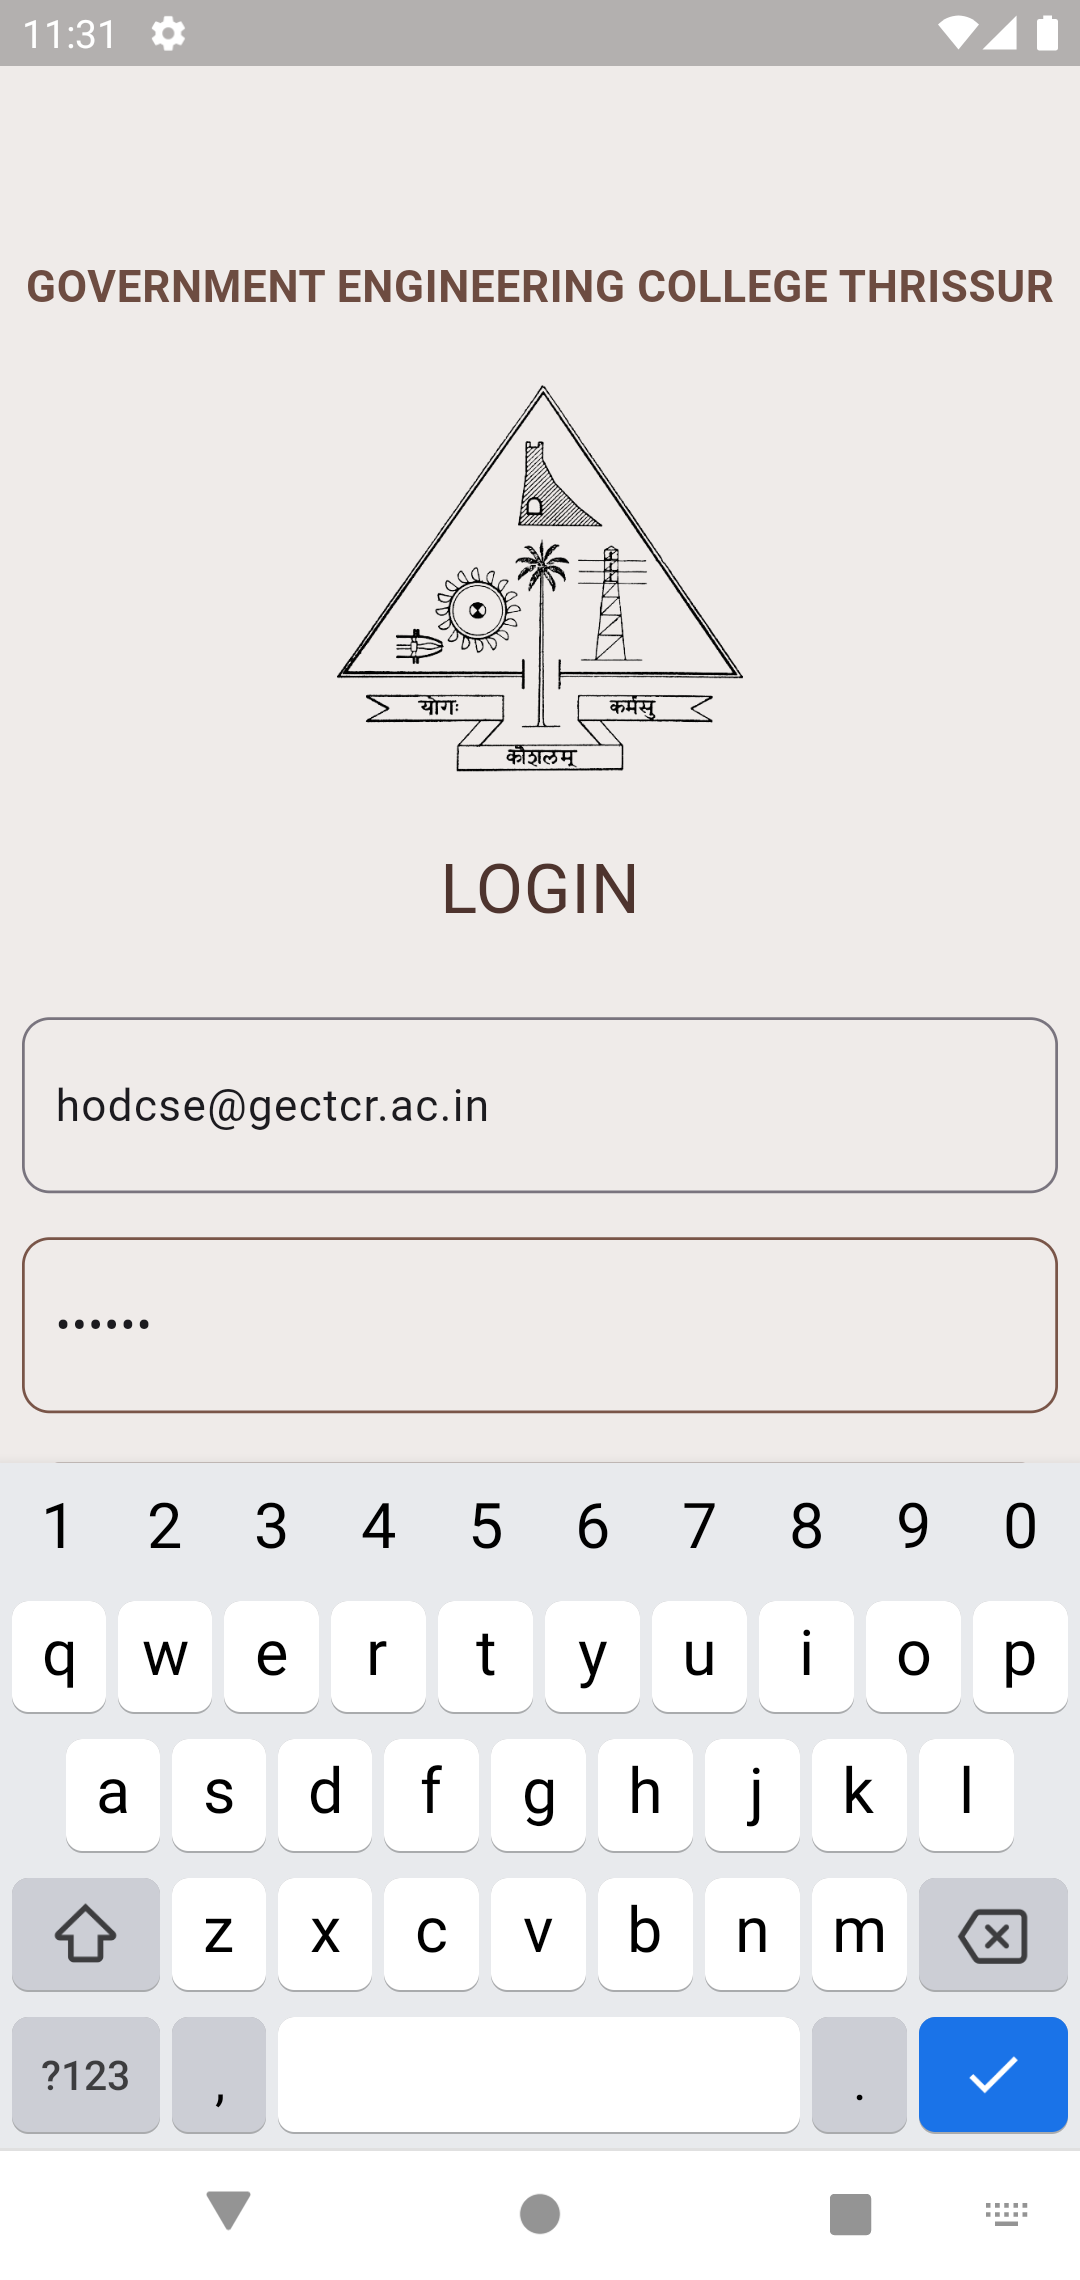 11:31
GOVERNMENT ENGINEERING COLLEGE THRISSUR
योगः कर्मसु
कौशलम्
LOGIN
hodcse@gectcr.ac.in
••••••
1 2 3 4 5 6 7 8 9 0
q w e r t y u i o p
a s d f g h j k l
z x c v b n m
?123 , .